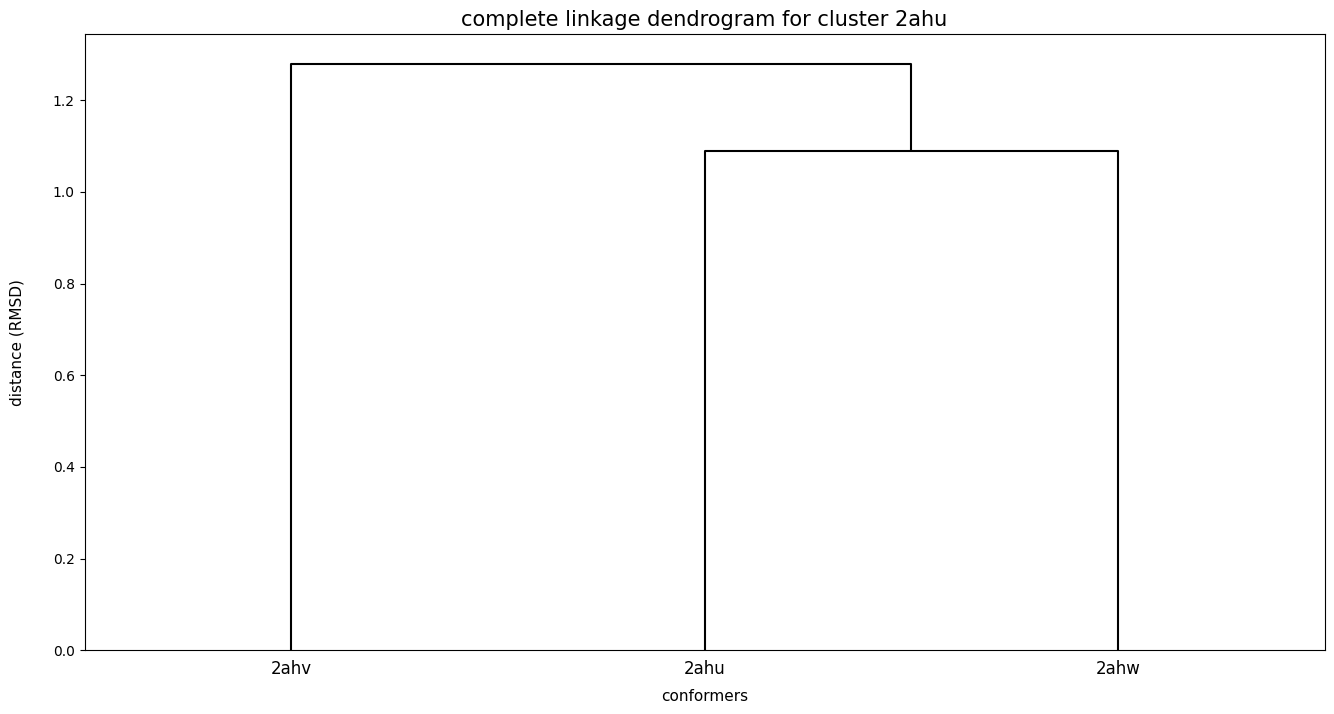 complete linkage dendrogram for cluster 2ahu
1.2
1.0
0.8
0.6
0.4
0.2
0.0
distance (RMSD)
2ahv 2ahu 2ahw
conformers